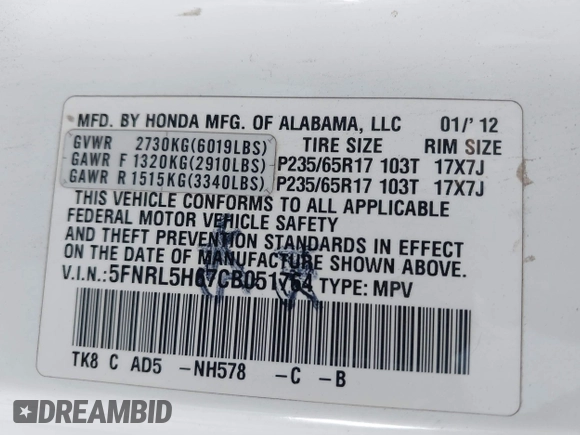 MFD. BY HONDA MFG. OF ALABAMA, LLC 01/'12
GVWR 2730KG(6019LBS) TIRE SIZE RIM SIZE
GAWR F 1320KG(2910LBS) P235/65R17 103T 17X7J
GAWR R 1515KG(3340LBS) P235/65R17 103T 17X7J
THIS VEHICLE CONFORMS TO ALL APPLICABLE
FEDERAL MOTOR VEHICLE SAFETY
AND THEFT PREVENTION STANDARDS IN EFFECT
ON THE DATE OF MANUFACTURE SHOWN ABOVE.
V.I.N.: 5FNRL5H67CB051764 TYPE: MPV
TK8 C AD5 -NH578 -C -B
DREAMBID